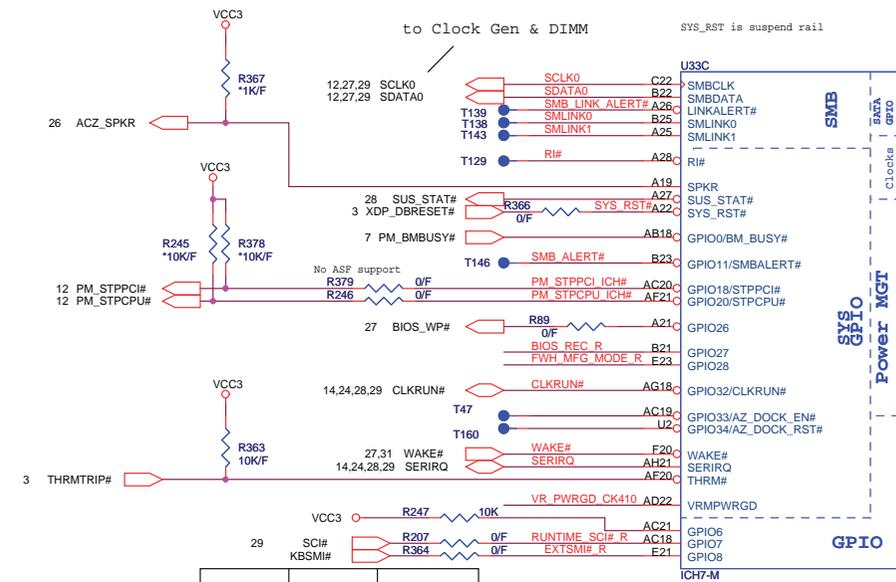 VCC3
to Clock Gen & DIMM
SYS_RST is suspend rail
U33C
R367
*1K/F
12,27,29 SCLK0 SCLK0 C22 SMBCLK
12,27,29 SDATA0 SDATA0 B22 SMBDATA
T139 SMB_LINK_ALERT# A26 LINKALERT#
T138 SMLINK0 B25 SMLINK0
T143 SMLINK1 A25 SMLINK1
SMB
SATA
GPIO
26 ACZ_SPKR
T129 RI# A28 RI#
Clocks
VCC3
A19 SPKR
28 SUS_STAT# A27 SUS_STAT#
3 XDP_DBRESET# R366 SYS_RST# A22 SYS_RST#
0/F
7 PM_BMBUSY# AB18 GPIO0/BM_BUSY#
R245 R378
*10K/F *10K/F
T146 SMB_ALERT# B23 GPIO11/SMBALERT#
No ASF support
12 PM_STPPCI# R379 0/F PM_STPPCI_ICH# AC20 GPIO18/STPPCI#
12 PM_STPCPU# R246 0/F PM_STPCPU_ICH# AF21 GPIO20/STPCPU#
27 BIOS_WP# R89 A21 GPIO26
0/F
SYS
GPIO
Power MGT
BIOS_REC_R B21 GPIO27
FWH_MFG_MODE_R E23 GPIO28
VCC3
14,24,28,29 CLKRUN# CLKRUN# AG18 GPIO32/CLKRUN#
T47 AC19 GPIO33/AZ_DOCK_EN#
T160 U2 GPIO34/AZ_DOCK_RST#
R363
10K/F
27,31 WAKE# WAKE# F20 WAKE#
14,24,28,29 SERIRQ SERIRQ AH21 SERIRQ
3 THRMTRIP# AF20 THRM#
VR_PWRGD_CK410 AD22 VRMPWRGD
VCC3 R247 10K AC21 GPIO6
29 SCI# R207 0/F RUNTIME_SCI#_R AC18 GPIO7
KBSMI# R364 0/F EXTSMI#_R E21 GPIO8
GPIO
ICH7-M